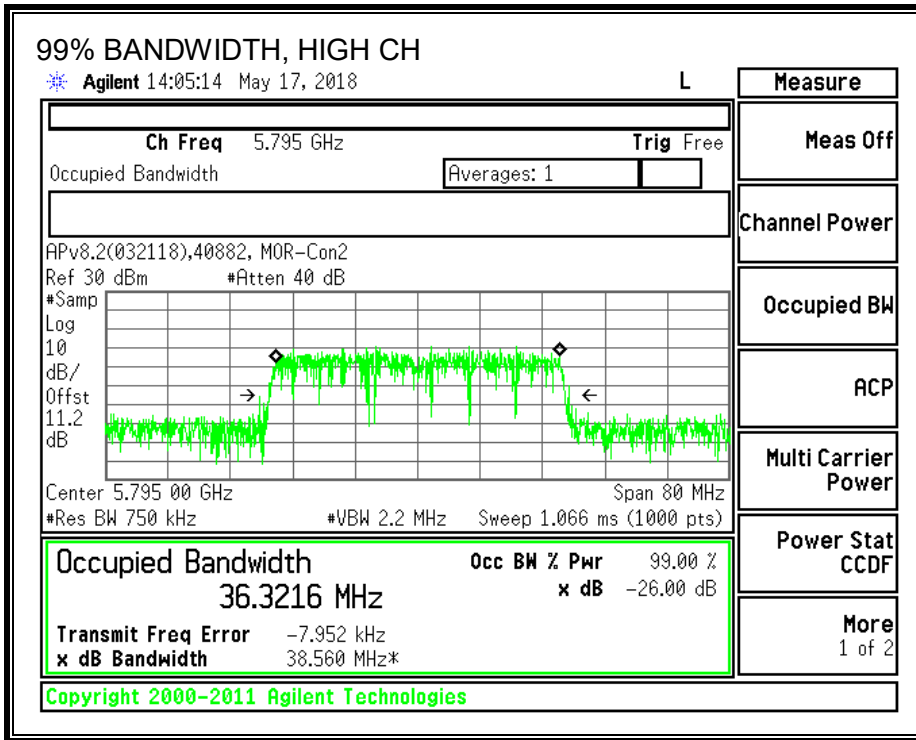 99% BANDWIDTH, HIGH CH
Agilent 14:05:14 May 17, 2018 L
Measure
Ch Freq 5.795 GHz Trig Free
Meas Off
Occupied Bandwidth Averages: 1
Channel Power
APv8.2(032118),40882, MOR-Con2
Ref 30 dBm #Atten 40 dB
#Samp
Log
10
dB/
Offst
11.2
dB
Occupied BW
ACP
Multi Carrier
Power
Center 5.795 00 GHz Span 80 MHz
#Res BW 750 kHz #VBW 2.2 MHz Sweep 1.066 ms (1000 pts)
Power Stat
CCDF
Occupied Bandwidth Occ BW % Pwr 99.00 %
36.3216 MHz x dB -26.00 dB
Transmit Freq Error -7.952 kHz
x dB Bandwidth 38.560 MHz*
More
1 of 2
Copyright 2000-2011 Agilent Technologies